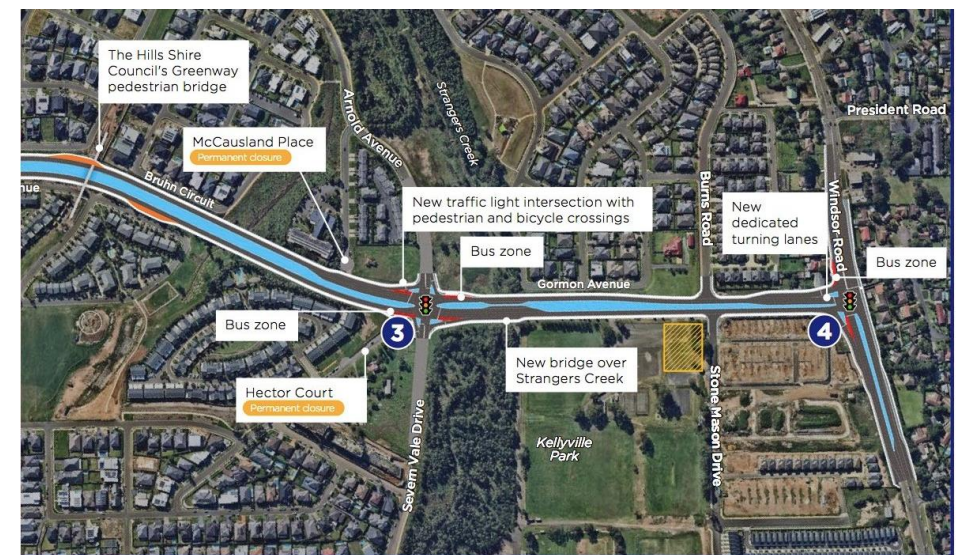 The Hills Shire
Council's Greenway
pedestrian bridge
McCausland Place
Permanent closure
Arnold Avenue
Strangers Creek
President Road
nue
Bruhn Circuit
New traffic light intersection with
pedestrian and bicycle crossings
Burns Road
New
dedicated
turning lanes
Windsor Road
Bus zone
Bus zone
Gormon Avenue
Bus zone
3
4
New bridge over
Strangers Creek
Hector Court
Permanent closure
Severn Vale Drive
Stone Mason Drive
Kellyville
Park